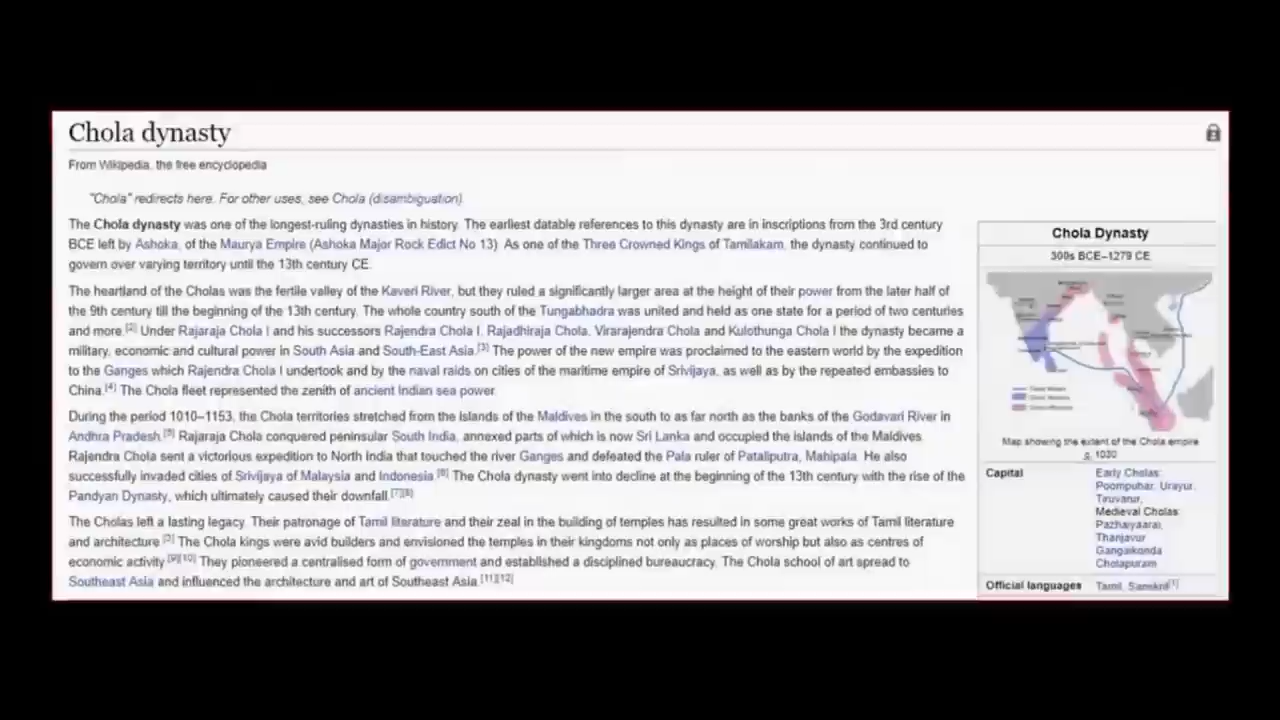 Chola dynasty
From Wikipedia, the free encyclopedia
"Chola" redirects here. For other uses, see Chola (disambiguation).
The Chola dynasty was one of the longest-ruling dynasties in history. The earliest datable references to this dynasty are in inscriptions from the 3rd century
BCE left by Ashoka, of the Maurya Empire (Ashoka Major Rock Edict No 13). As one of the Three Crowned Kings of Tamilakam, the dynasty continued to
govern over varying territory until the 13th century CE.
The heartland of the Cholas was the fertile valley of the Kaveri River, but they ruled a significantly larger area at the height of their power from the later half of
the 9th century till the beginning of the 13th century. The whole country south of the Tungabhadra was united and held as one state for a period of two centuries
and more.[2] Under Rajaraja Chola I and his successors Rajendra Chola I, Rajadhiraja Chola, Virarajendra Chola and Kulothunga Chola I the dynasty became a
military, economic and cultural power in South Asia and South-East Asia.[3] The power of the new empire was proclaimed to the eastern world by the expedition
to the Ganges which Rajendra Chola I undertook and by the naval raids on cities of the maritime empire of Srivijaya, as well as by the repeated embassies to
China.[4] The Chola fleet represented the zenith of ancient Indian sea power.
During the period 1010–1153, the Chola territories stretched from the islands of the Maldives in the south to as far north as the banks of the Godavari River in
Andhra Pradesh.[5] Rajaraja Chola conquered peninsular South India, annexed parts of which is now Sri Lanka and occupied the islands of the Maldives.
Rajendra Chola sent a victorious expedition to North India that touched the river Ganges and defeated the Pala ruler of Pataliputra, Mahipala. He also
successfully invaded cities of Srivijaya of Malaysia and Indonesia.[6] The Chola dynasty went into decline at the beginning of the 13th century with the rise of the
Pandyan Dynasty, which ultimately caused their downfall.[7][8]
The Cholas left a lasting legacy. Their patronage of Tamil literature and their zeal in the building of temples has resulted in some great works of Tamil literature
and architecture.[3] The Chola kings were avid builders and envisioned the temples in their kingdoms not only as places of worship but also as centres of
economic activity.[9][10] They pioneered a centralised form of government and established a disciplined bureaucracy. The Chola school of art spread to
Southeast Asia and influenced the architecture and art of Southeast Asia.[11][12]
Chola Dynasty
300s BCE–1279 CE
Map showing the extent of the Chola empire
c. 1030
Capital
Early Cholas:
Poompuhar, Urayur,
Tiruvarur,
Medieval Cholas:
Pazhaiyaarai,
Thanjavur
Gangaikonda
Cholapuram
Official languages
Tamil, Sanskrit[1]